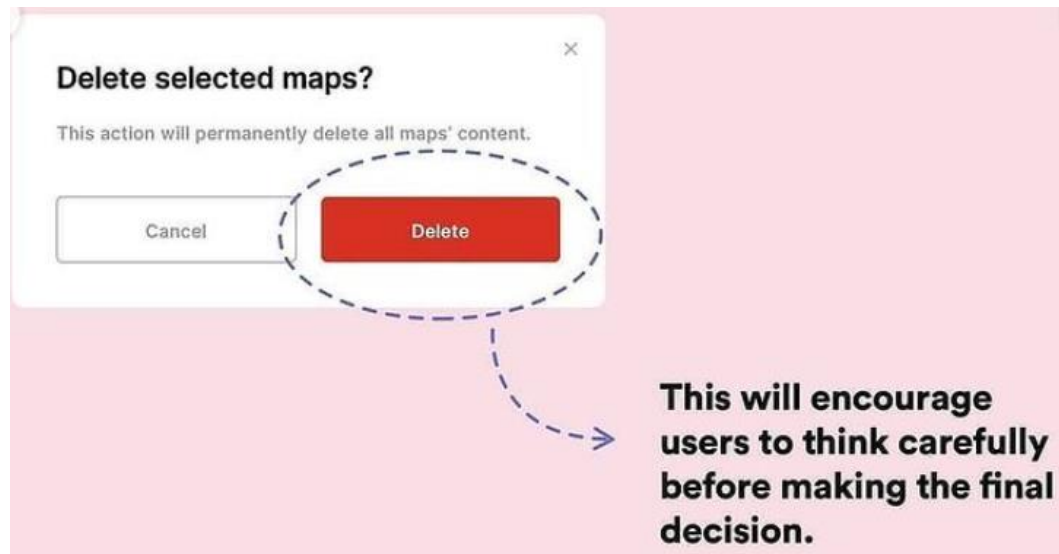 Delete selected maps?
This action will permanently delete all maps' content.
Cancel
Delete
This will encourage
users to think carefully
before making the final
decision.